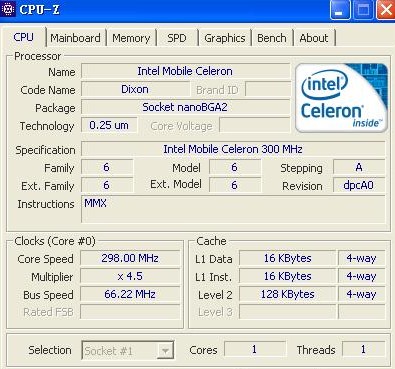 CPU-Z
CPU Mainboard Memory SPD Graphics Bench About
Processor
Name Intel Mobile Celeron
Code Name Dixon Brand ID
Package Socket nanoBGA2
Technology 0.25 um Core Voltage
intel
Celeron
inside™
Specification Intel Mobile Celeron 300 MHz
Family 6 Model 6 Stepping A
Ext. Family 6 Ext. Model 6 Revision dpcA0
Instructions MMX
Clocks (Core #0)
Core Speed 298.00 MHz
Multiplier x 4.5
Bus Speed 66.22 MHz
Rated FSB
Cache
L1 Data 16 KBytes 4-way
L1 Inst. 16 KBytes 4-way
Level 2 128 KBytes 4-way
Level 3
Selection Socket #1 Cores 1 Threads 1